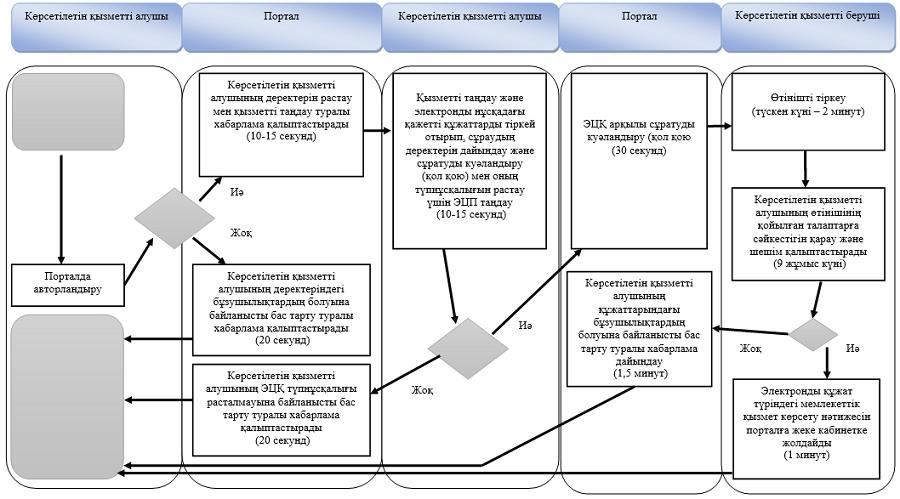 Көрсетілетін қызметті алушы
Портал
Көрсетілетін қызметті алушы
Портал
Көрсетілетін қызметті беруші
Порталда
авторландыру
Көрсетілетін қызметті
алушының деректерін растау
мен қызметті таңдау туралы
хабарлама қалыптастырады
(10-15 секунд)
Иә
Жоқ
Көрсетілетін қызметті
алушының деректеріндегі
бұзушылықтардың болуына
байланысты бас тарту туралы
хабарлама қалыптастырады
(20 секунд)
Көрсетілетін қызметті
алушының ЭЦҚ түпнұсқалығы
расталмауына байланысты бас
тарту туралы хабарлама
қалыптастырады
(20 секунд)
Қызметті таңдау және
электронды нұсқадағы
қажетті құжаттарды тіркей
отырып, сұраудың
деректерін дайындау және
сұратуды куәландыру
(қол қою) мен оның
түпнұсқалығын растау
үшін ЭЦП таңдау
(10-15 секунд)
Иә
Жоқ
ЭЦҚ арқылы сұратуды
куәландыру (қол қою)
(30 секунд)
Көрсетілетін қызметті
алушының
құжаттарындағы
бұзушылықтардың
болуына байланысты бас
тарту туралы хабарлама
дайындау
(1,5 минут)
Өтінішті тіркеу
(түскен күні – 2 минут)
Көрсетілетін қызметті
алушының өтінішінің
қойылған талаптарға
сәйкестігін қарау және
шешім қалыптастырады
(9 жұмыс күні)
Жоқ
Иә
Электронды құжат
түріндегі мемлекеттік
қызмет көрсету нәтижесін
порталға жеке кабинетке
жолдайды
(1 минут)